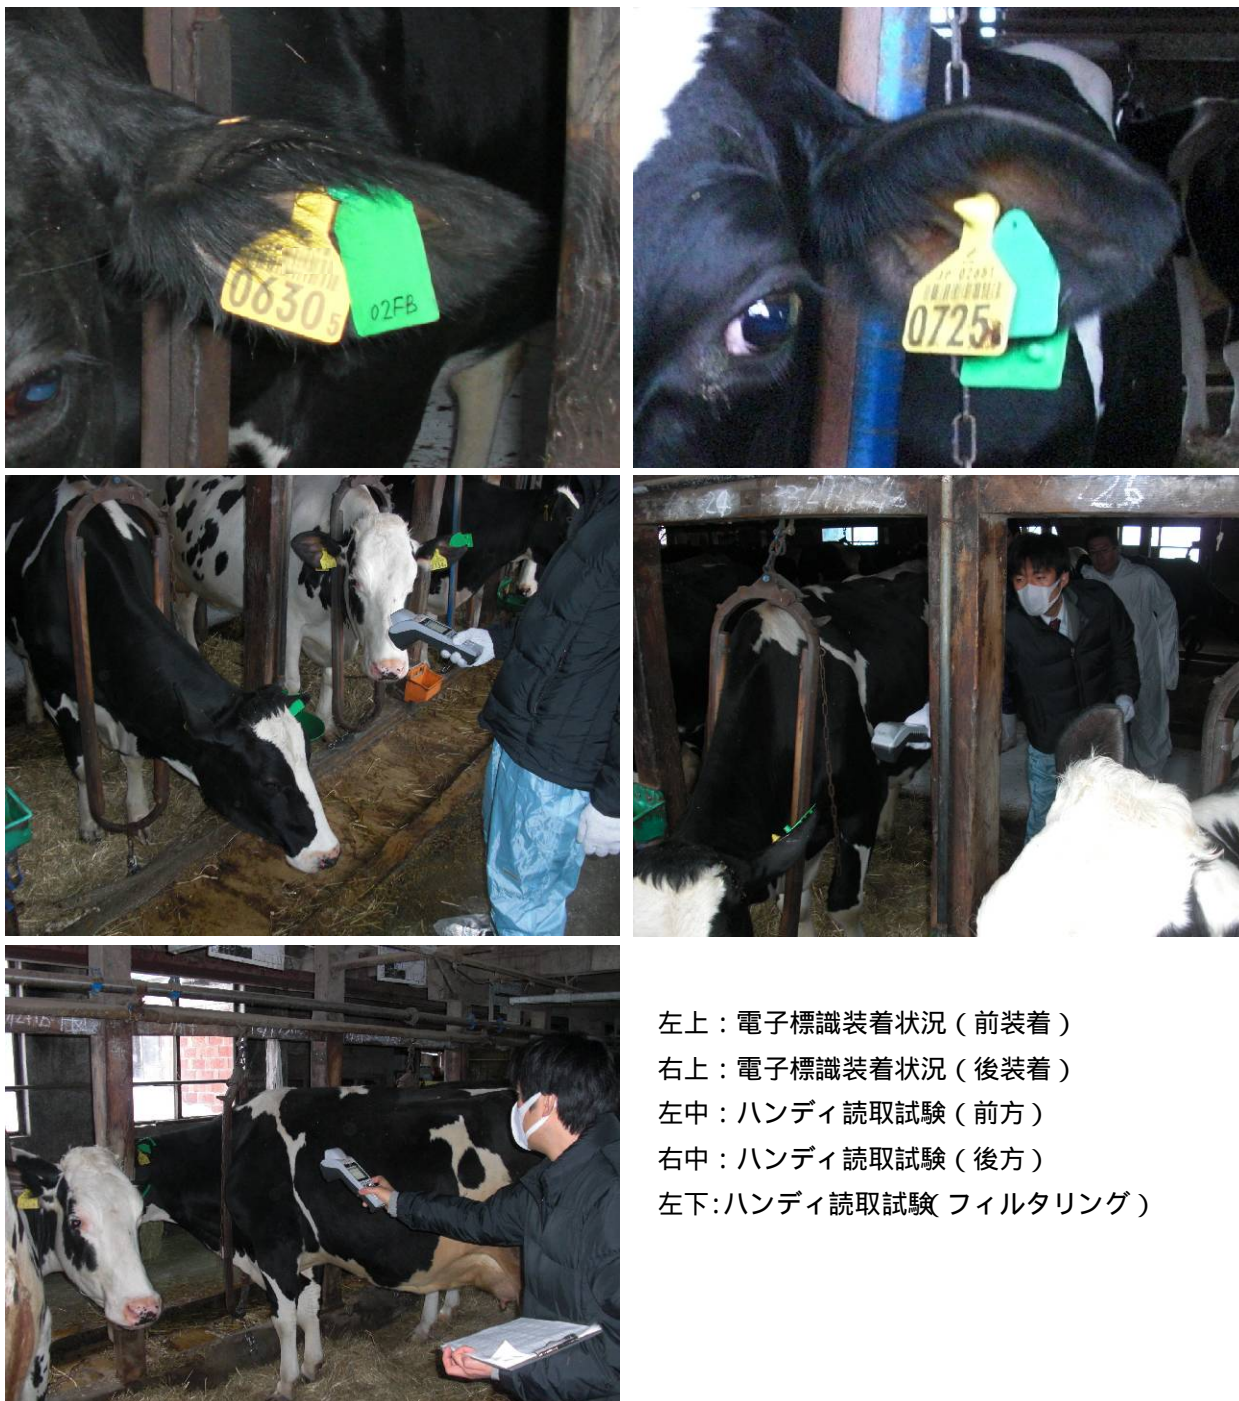 0630 5
02FB
0725
左上：電子標識装着状況（前装着）
右上：電子標識装着状況（後装着）
左中：ハンディ読取試験（前方）
右中：ハンディ読取試験（後方）
左下：ハンディ読取試験（フィルタリング）